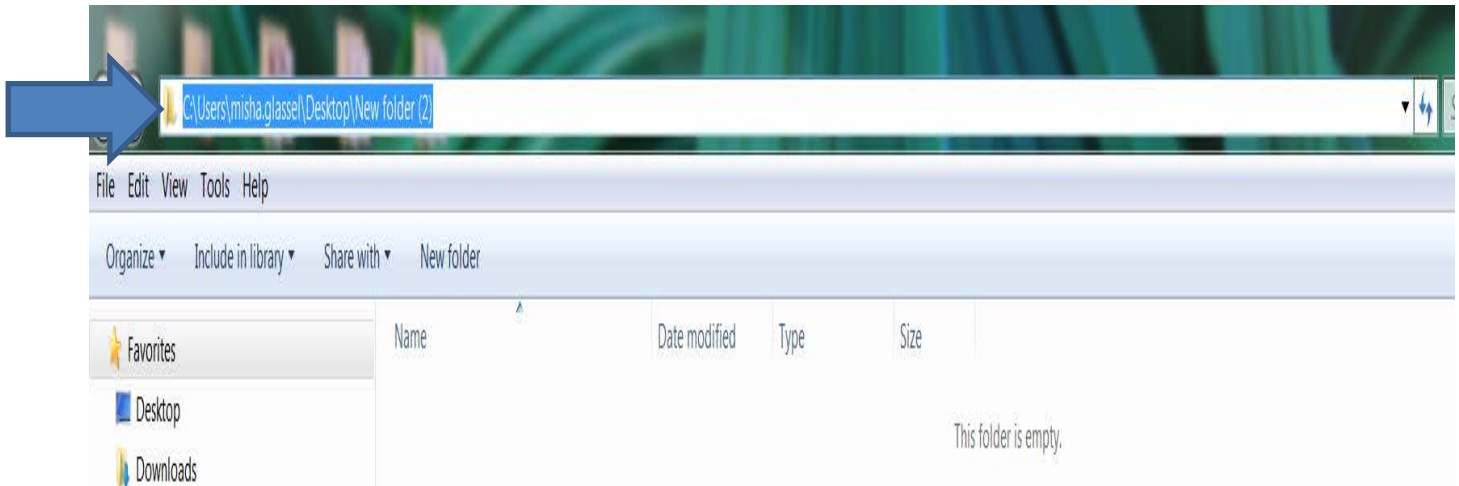 C:\Users\misha.glassel\Desktop\New folder (2)
File Edit View Tools Help
Organize Include in library Share with New folder
Favorites
Name Date modified Type Size
Desktop
This folder is empty.
Downloads